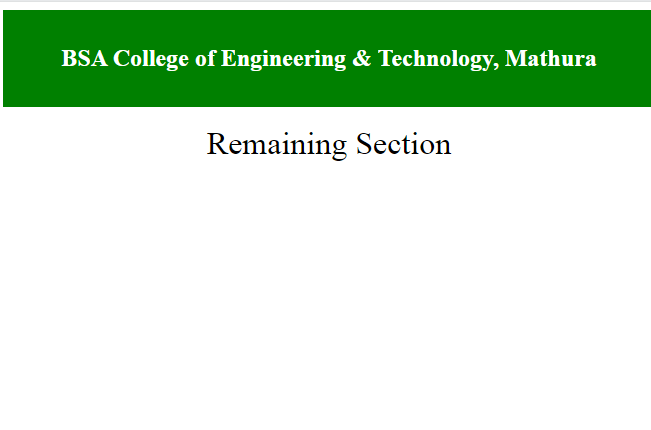 BSA College of Engineering & Technology, Mathura
Remaining Section